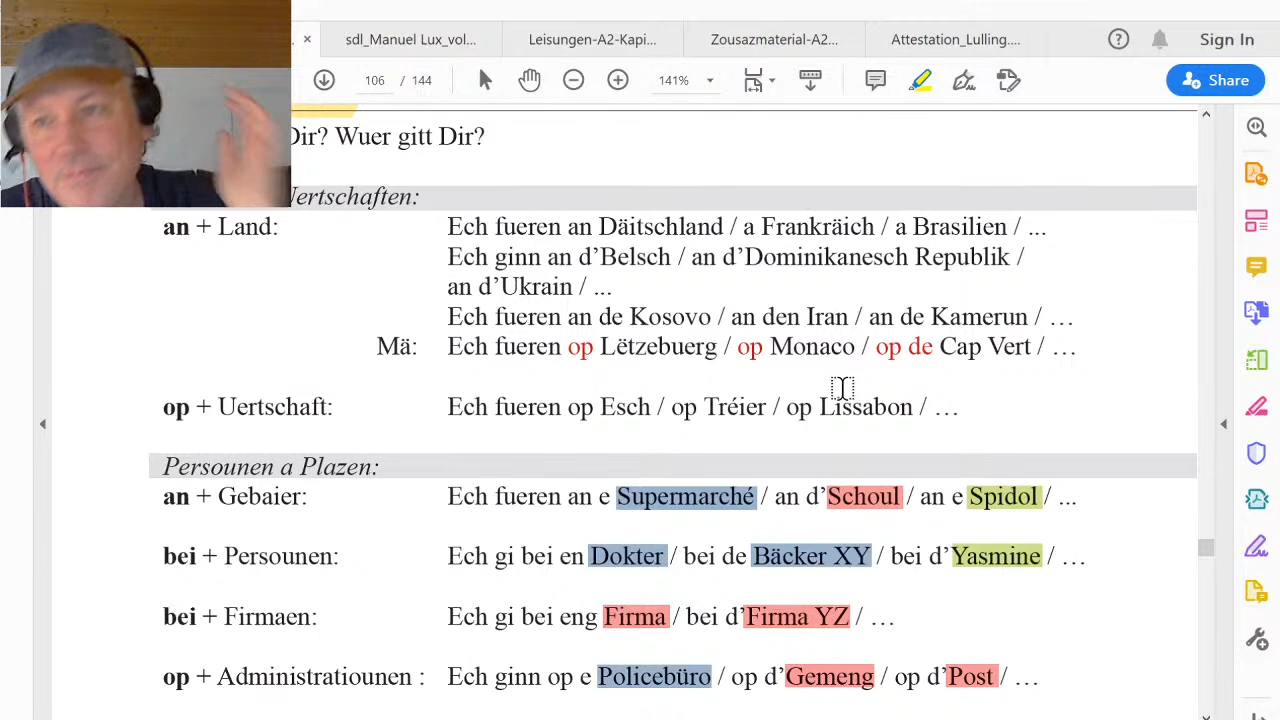 sdl_Manuel Lux_vol...
Leisungen-A2-Kapi...
Zousazmaterial-A2...
Attestation_Lulling....
Sign In
106 / 144
141%
Share
Dir? Wuer gitt Dir?
Uertschaften:
an + Land: Ech fueren an Däitschland / a Frankräich / a Brasilien / ...
Ech ginn an d’Belsch / an d’Dominikanesch Republik /
an d’Ukrain / ...
Ech fueren an de Kosovo / an den Iran / an de Kamerun / …
Mä: Ech fueren op Lëtzebuerg / op Monaco / op de Cap Vert / …
op + Uertschaft: Ech fueren op Esch / op Tréier / op Lissabon / …
Persounen a Plazen:
an + Gebaier: Ech fueren an e Supermarché / an d’Schoul / an e Spidol / ...
bei + Persounen: Ech gi bei en Dokter / bei de Bäcker XY / bei d’Yasmine / …
bei + Firmaen: Ech gi bei eng Firma / bei d’Firma YZ / …
op + Administratiounen : Ech ginn op e Policebüro / op d’Gemeng / op d’Post / …